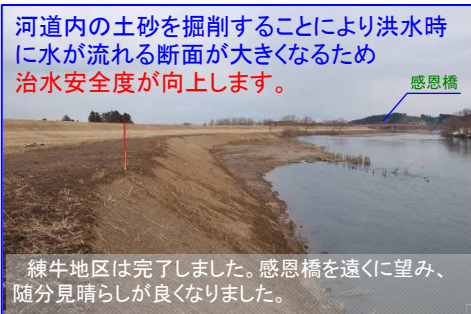 河道内の土砂を掘削することにより洪水時
に水が流れる断面が大きくなるため
治水安全度が向上します。
感恩橋
練牛地区は完了しました。感恩橋を遠くに望み、
随分見晴らしが良くなりました。